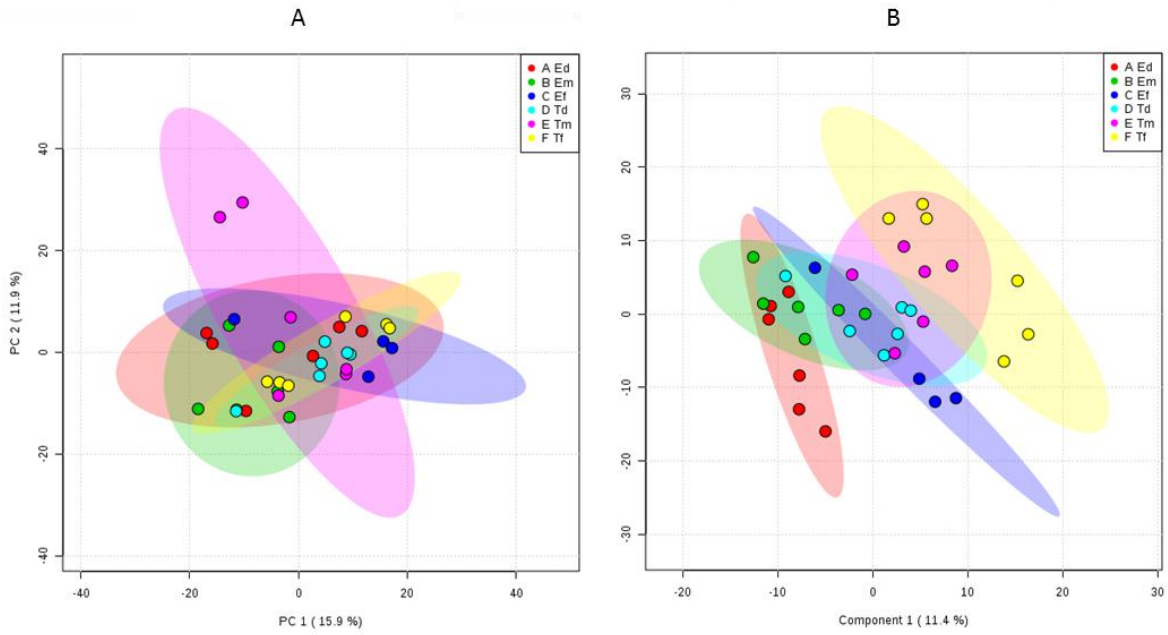 A
B
A Ed
B Em
C Ef
D Td
E Tm
F Tf
40
20
0
-20
-40
PC 2 ( 11.9 %)
-40
-20
0
20
40
PC 1 ( 15.9 %)
A Ed
B Em
C Ef
D Td
E Tm
F Tf
30
20
10
0
-10
-20
-30
-20
-10
0
10
20
30
Component 1 ( 11.4 %)